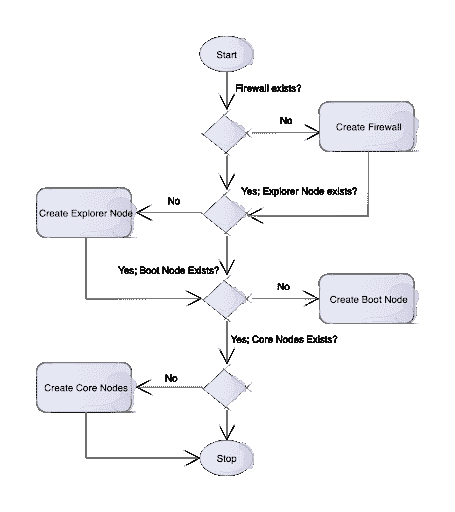 Start
Firewall exists?
No
Create Firewall
Yes; Explorer Node exists?
No
Create Explorer Node
Yes; Boot Node Exists?
No
Create Boot Node
Yes; Core Nodes Exists?
No
Create Core Nodes
Stop